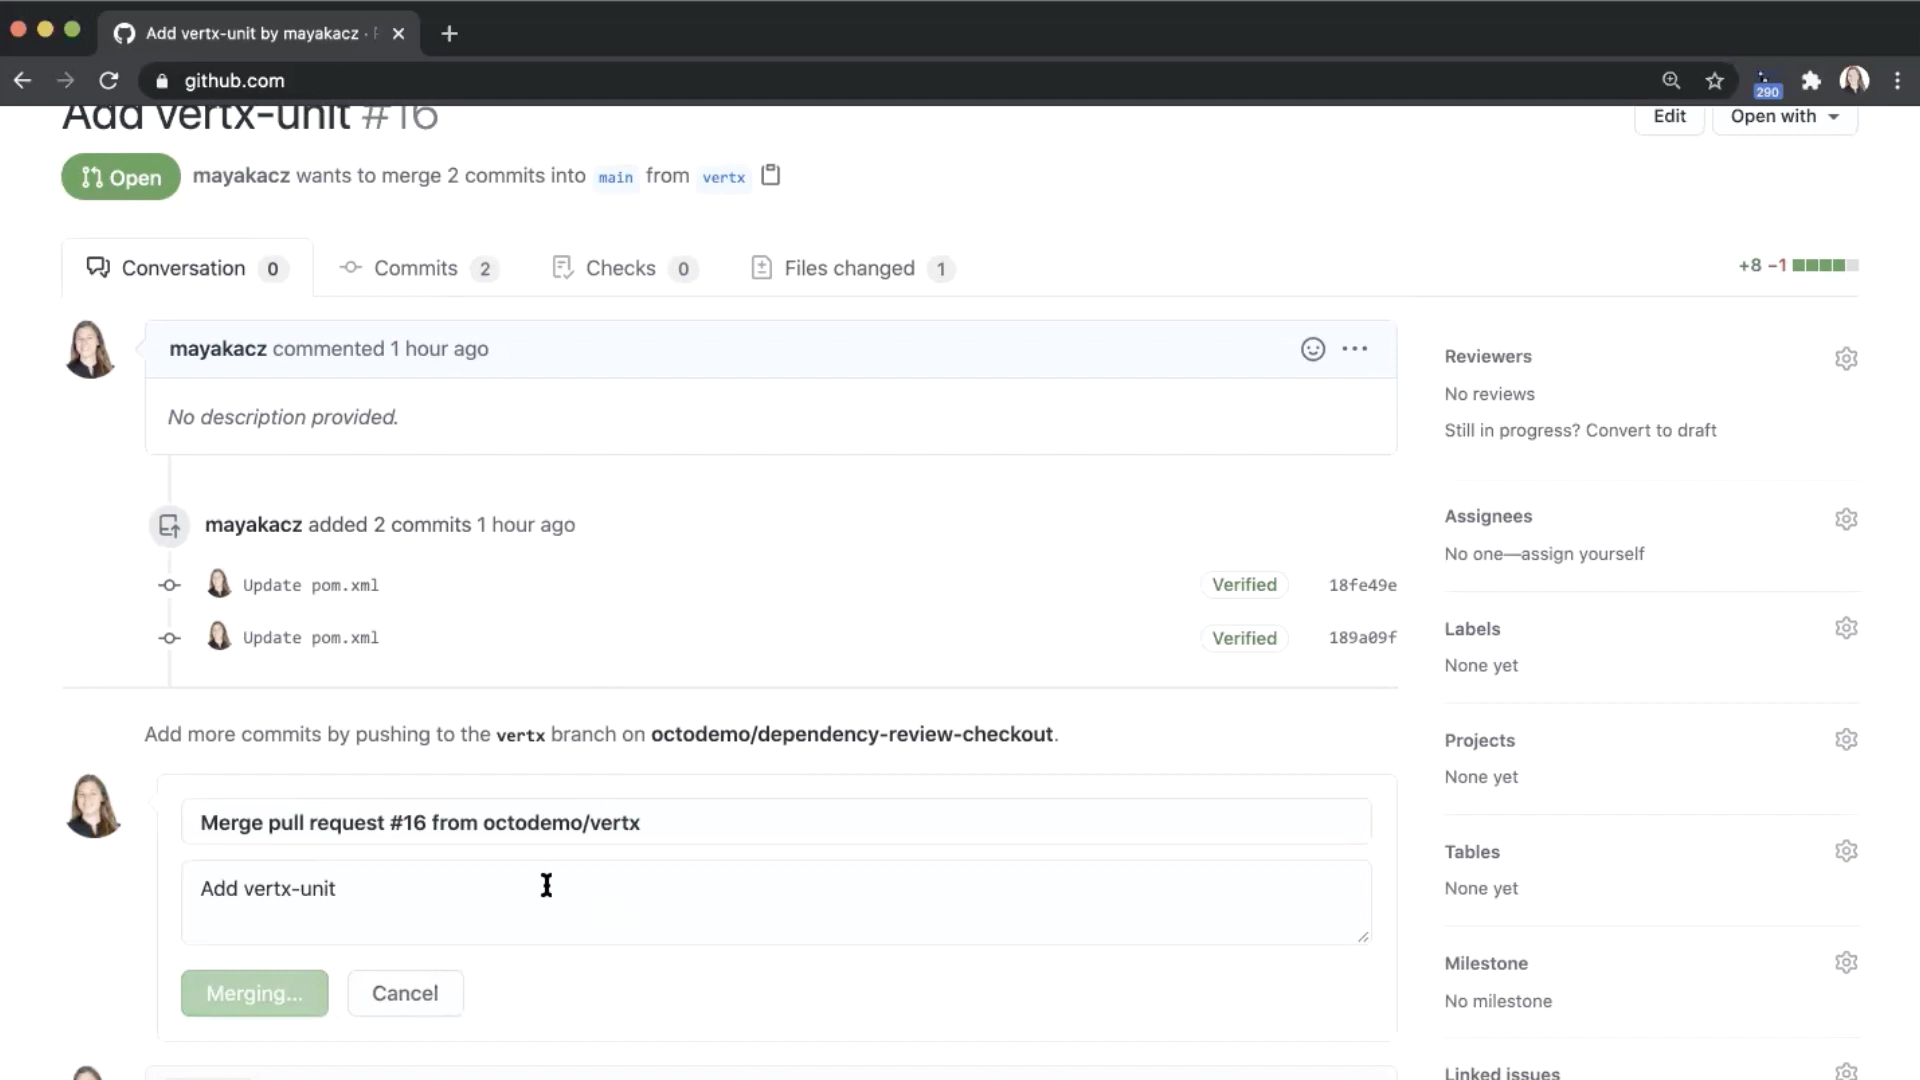 Add vertx-unit by mayakacz ·
github.com
290
Add vertx-unit #16
Edit
Open with
Open
mayakacz wants to merge 2 commits into main from vertx
Conversation 0
Commits 2
Checks 0
Files changed 1
+8 −1
mayakacz commented 1 hour ago
No description provided.
mayakacz added 2 commits 1 hour ago
Update pom.xml
Verified
18fe49e
Update pom.xml
Verified
189a09f
Add more commits by pushing to the vertx branch on octodemo/dependency-review-checkout.
Merge pull request #16 from octodemo/vertx
Add vertx-unit
Merging...
Cancel
Reviewers
No reviews
Still in progress? Convert to draft
Assignees
No one—assign yourself
Labels
None yet
Projects
None yet
Tables
None yet
Milestone
No milestone
Linked issues